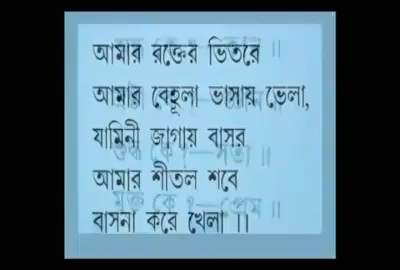 আমার রক্তের ভিতরে
আমার বেহূলা ভাসায় ভেলা,
যামিনী জাগায় বাসর
আমার শীতল শবে
বাসনা করে খেলা ।।